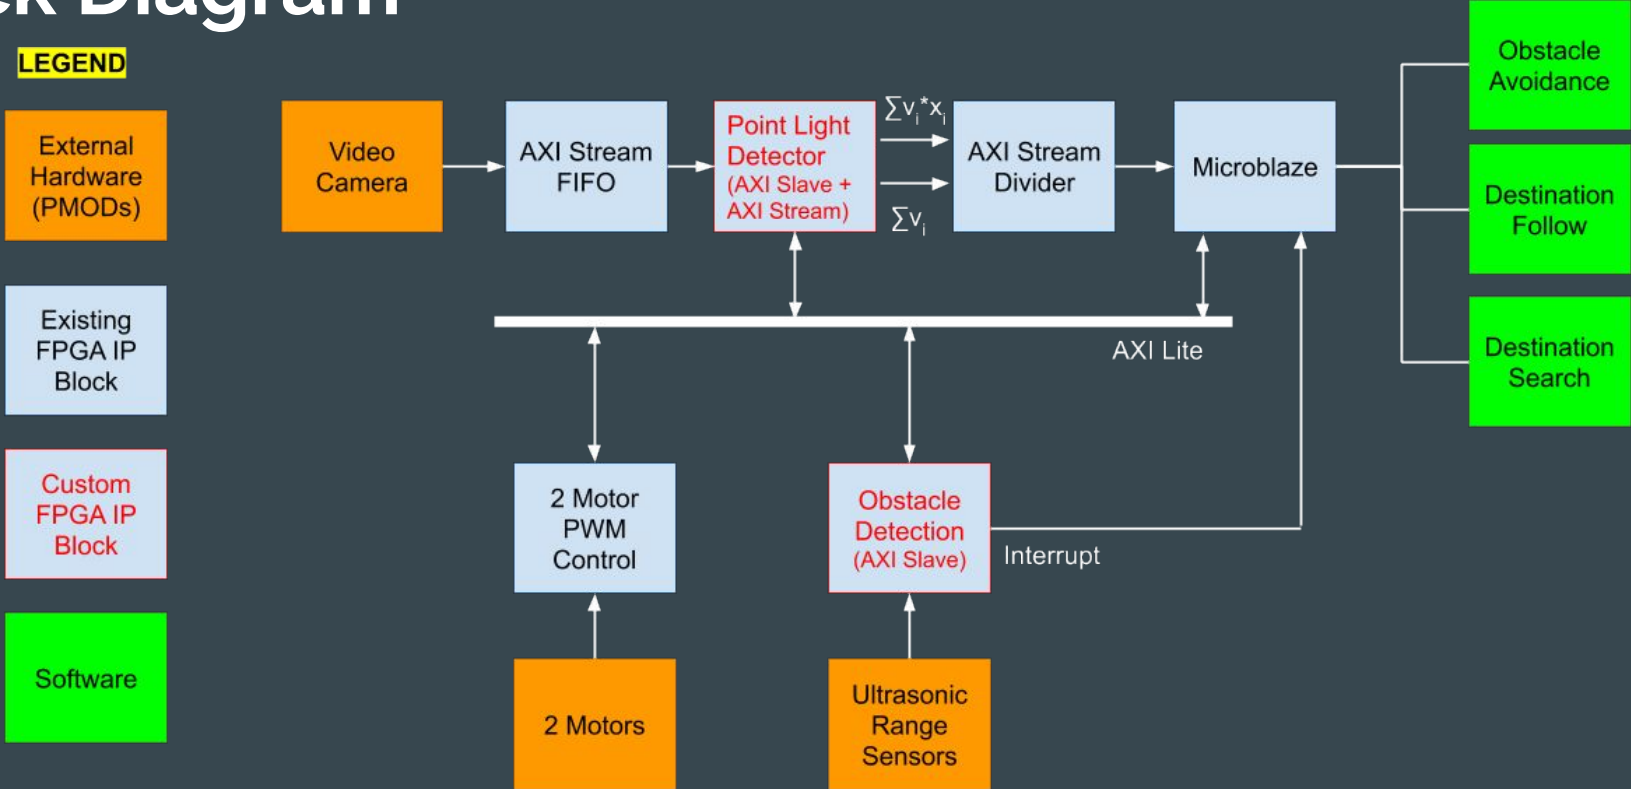 ck Diagram
LEGEND
External
Hardware
(PMODs)
Existing
FPGA IP
Block
Custom
FPGA IP
Block
Software
Video
Camera
AXI Stream
FIFO
Point Light
Detector
(AXI Slave +
AXI Stream)
∑vᵢ*xᵢ
∑vᵢ
AXI Stream
Divider
Microblaze
Obstacle
Avoidance
Destination
Follow
Destination
Search
AXI Lite
2 Motor
PWM
Control
Obstacle
Detection
(AXI Slave)
Interrupt
2 Motors
Ultrasonic
Range
Sensors